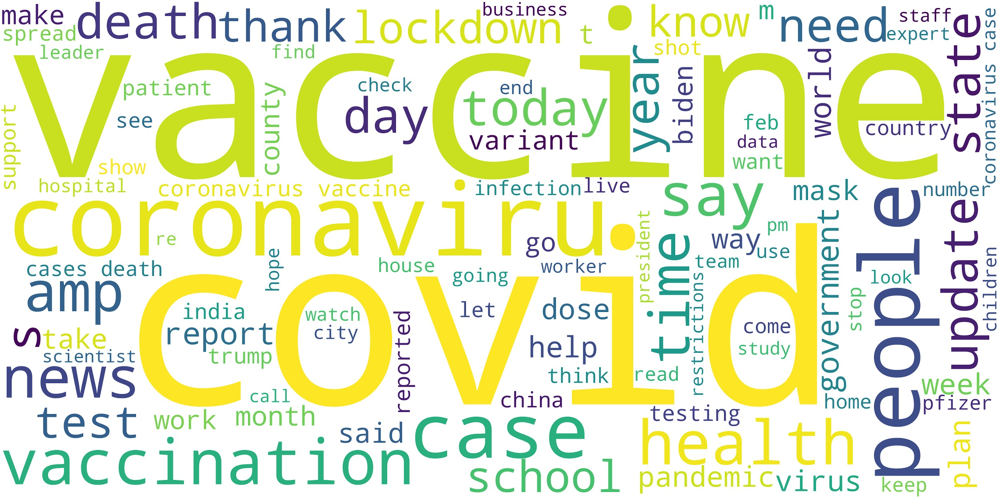 make
death
thank
lockdown
business
t
know
m
need
staff
expert
state
coronavirus case
spread
leader
find
shot
vaccine
year
biden
world
patient
county
check
day
end
today
variant
feb
data
want
country
see
support
show
hospital
coronavirus vaccine
infection
live
say
mask
number
coronaviru
re
go
president
time
way
pm
use
government
people
update
cases death
hope
house
going
worker
team
restrictions
look
stop
children
amp
covid
india
report
watch
city
reported
let
dose
help
come
study
s
take
scientist
trump
think
read
news
call
china
week
home
pfizer
test
work
month
said
case
testing
health
plan
vaccination
school
pandemic
virus
keep